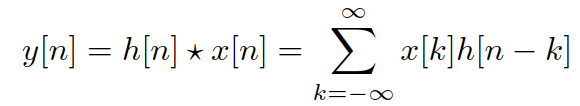 y[n] = h[n] ⋆ x[n] = ∑_{k=−∞}^{∞} x[k]h[n − k]